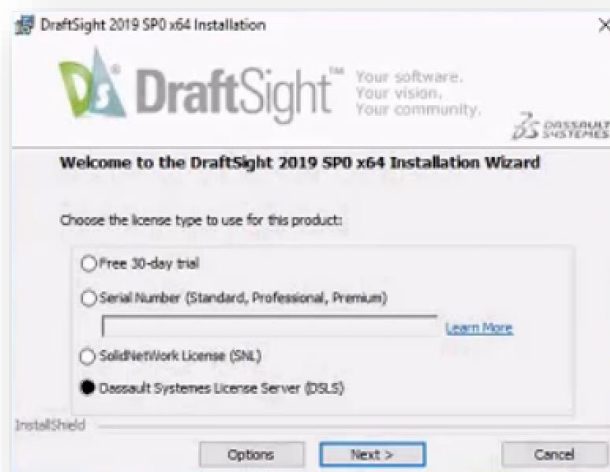 DraftSight 2019 SP0 x64 Installation
DS® DraftSight™
Your software.
Your vision.
Your community.
DASSAULT
SYSTEMES
Welcome to the DraftSight 2019 SP0 x64 Installation Wizard
Choose the license type to use for this product:
Free 30-day trial
Serial Number (Standard, Professional, Premium)
Learn More
SolidNetWork License (SNL)
Dassault Systemes License Server (DSLS)
InstallShield
Options
Next >
Cancel